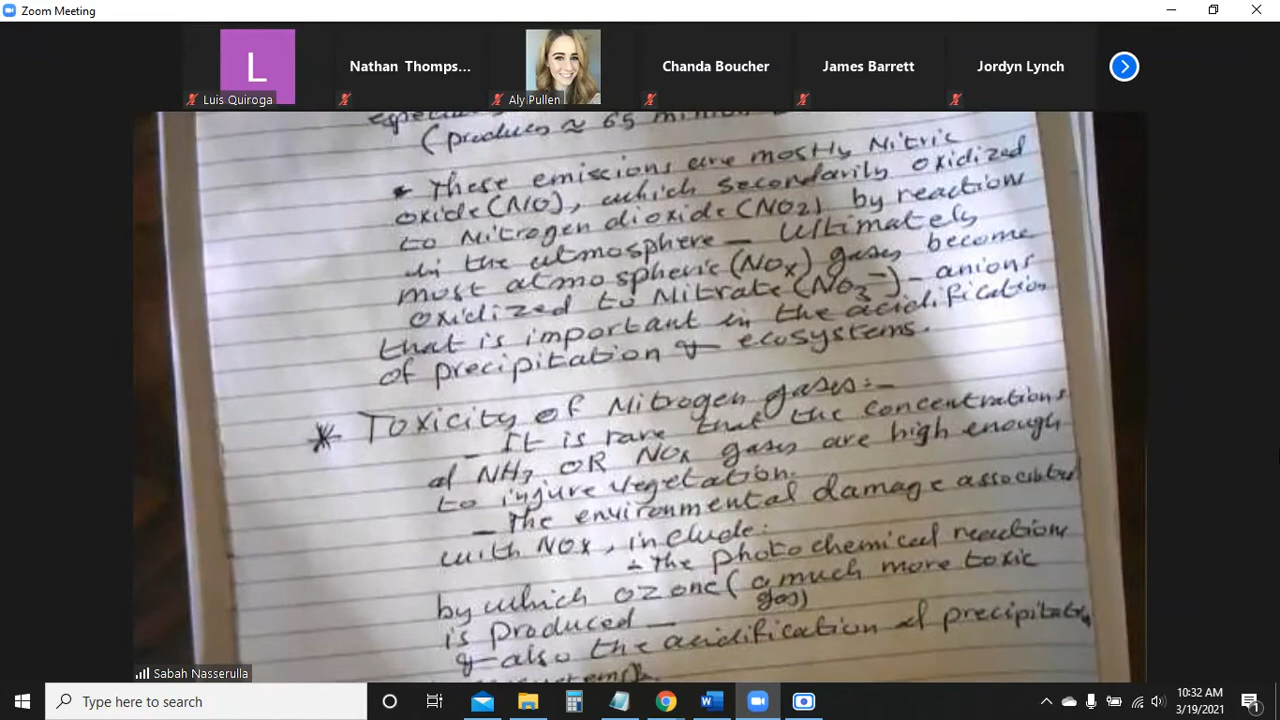 Zoom Meeting
L
Luis Quiroga
Nathan Thomps...
Aly Pullen
Chanda Boucher
James Barrett
Jordyn Lynch
(produces ≈ 65
* These emissions are mostly Nitric
oxide (NO), which secondarily oxidized
to Nitrogen dioxide (NO2) by reaction
in the atmosphere — Ultimately
most atmospheric (NOx) gases become
oxidized to Nitrate (NO3⁻) - anions
that is important in the acidification
of precipitation & ecosystems.
* Toxicity of Nitrogen gases:-
- It is rare that the concentrations
of NH3 OR NOx gases are high enough
to injure vegetation.
- The environmental damage associated
with NOx, include:
- the photochemical reaction
by which ozone (a much more toxic
gas)
is produced —
& also the acidification of
Sabah Nasserulla
Type here to search
10:32 AM
3/19/2021
1